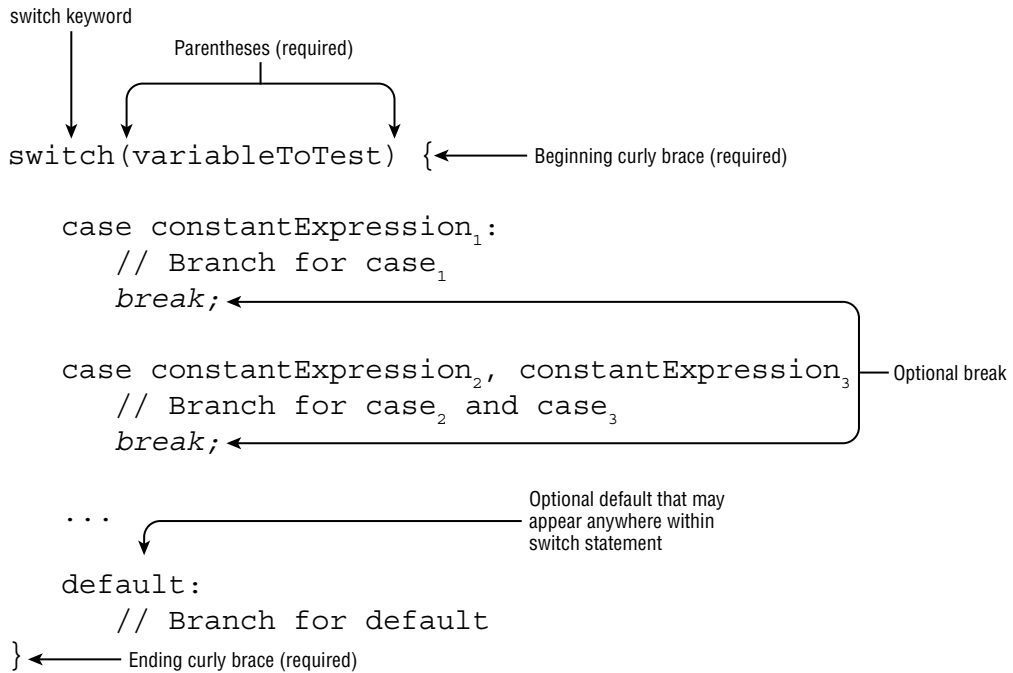 switch keyword
Parentheses (required)
switch(variableToTest) {
Beginning curly brace (required)
case constantExpression₁:
// Branch for case₁
break;
case constantExpression₂, constantExpression₃
// Branch for case₂ and case₃
break;
Optional break
...
Optional default that may
appear anywhere within
switch statement
default:
// Branch for default
}
Ending curly brace (required)